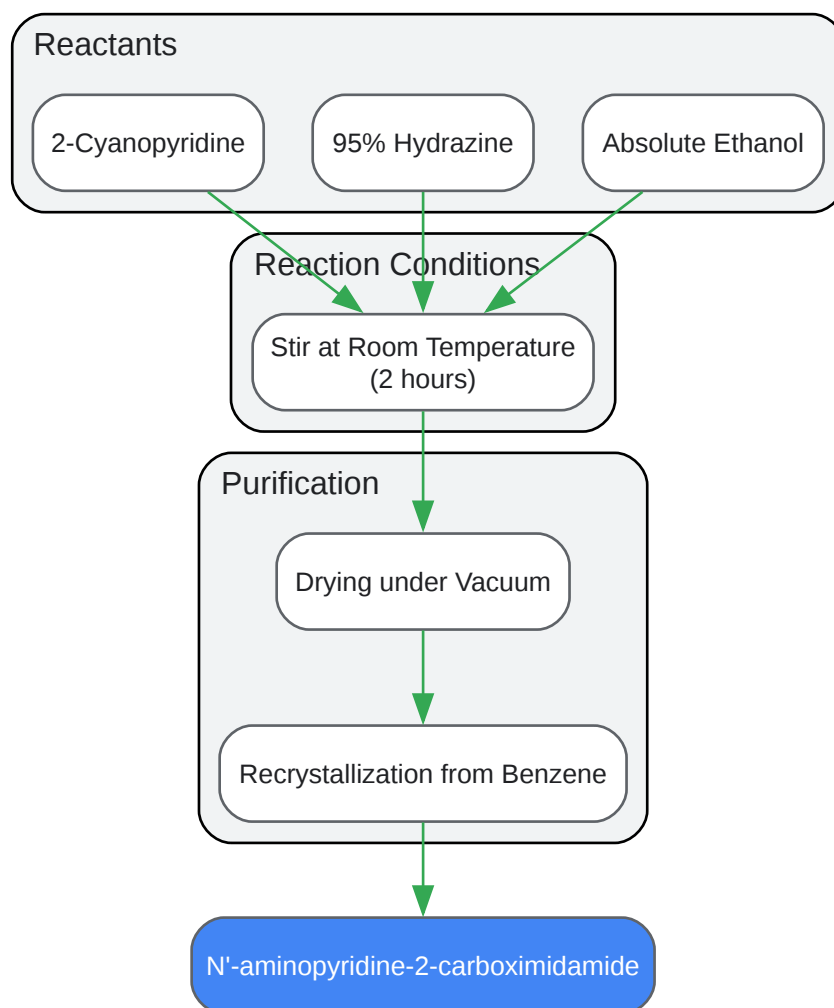 Reactants
2-Cyanopyridine
95% Hydrazine
Absolute Ethanol
Reaction Conditions
Stir at Room Temperature
(2 hours)
Purification
Drying under Vacuum
Recrystallization from Benzene
N'-aminopyridine-2-carboximidamide